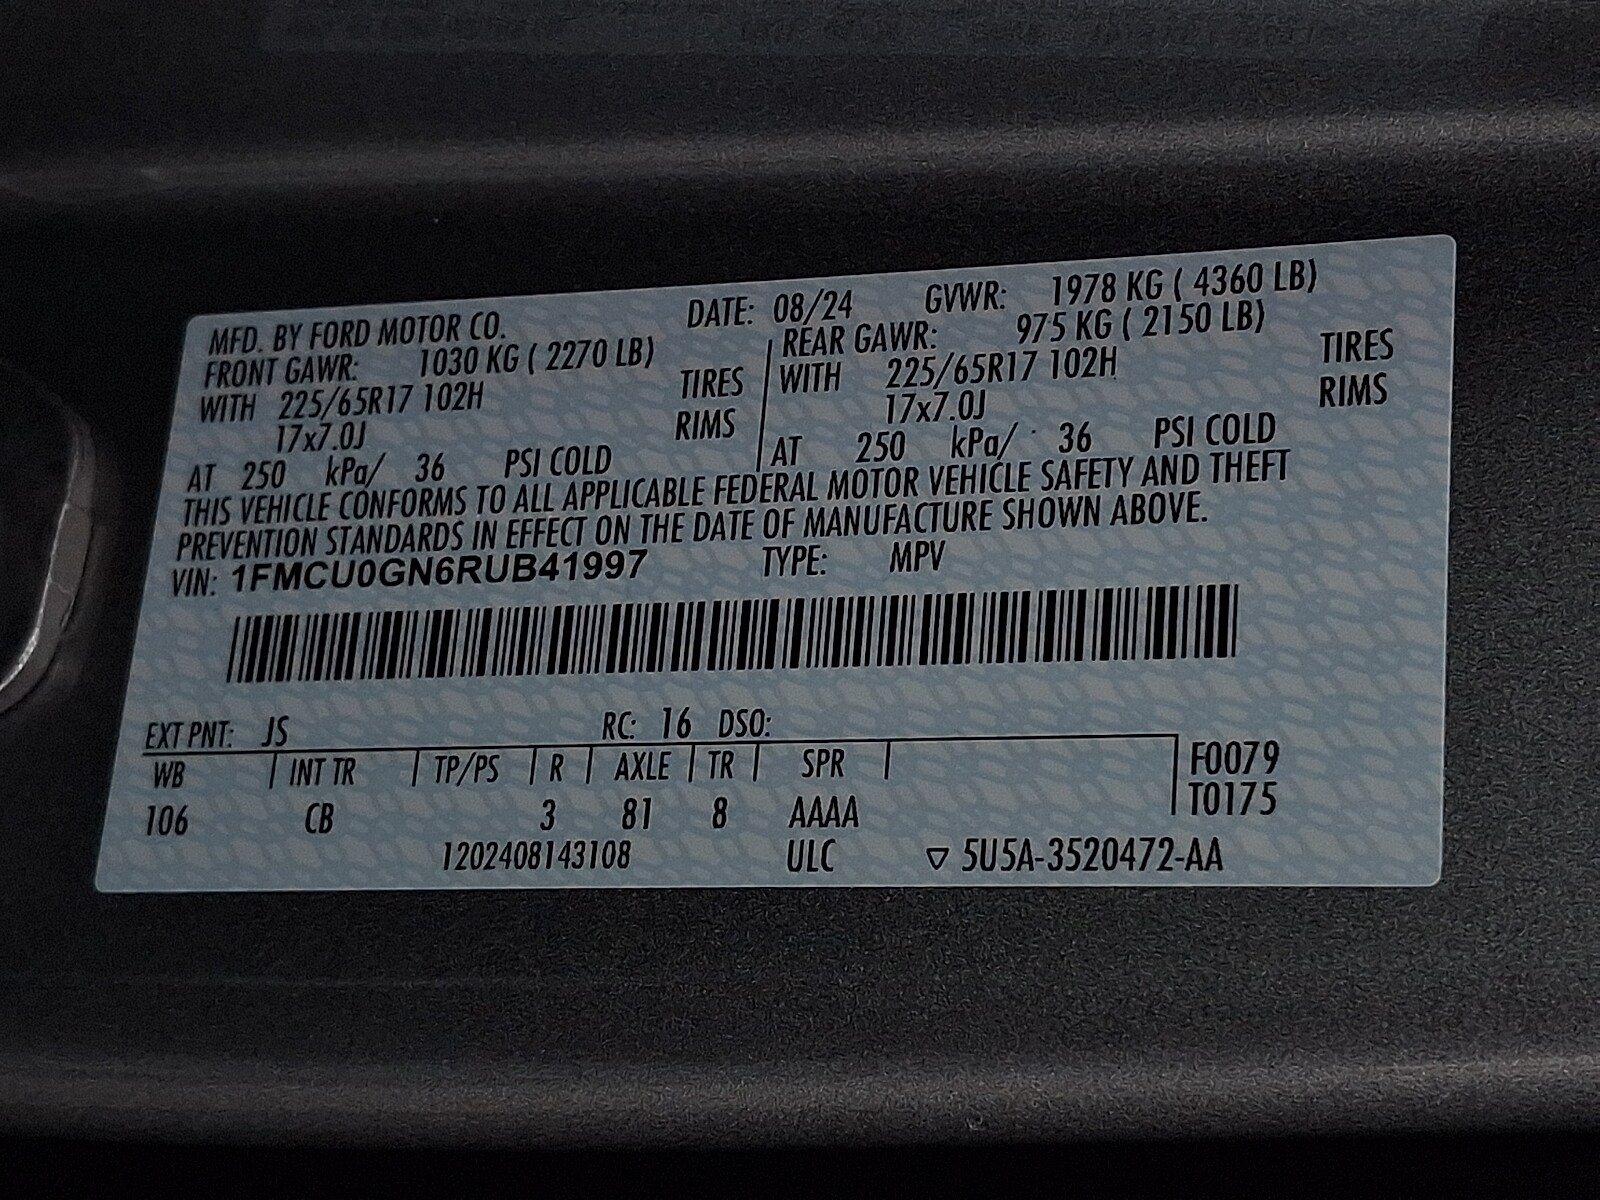 MFD. BY FORD MOTOR CO. DATE: 08/24 GVWR: 1978 KG ( 4360 LB)
FRONT GAWR: 1030 KG ( 2270 LB) REAR GAWR: 975 KG ( 2150 LB)
WITH 225/65R17 102H TIRES WITH 225/65R17 102H TIRES
17x7.0J RIMS 17x7.0J RIMS
AT 250 kPa/ 36 PSI COLD AT 250 kPa/ 36 PSI COLD
THIS VEHICLE CONFORMS TO ALL APPLICABLE FEDERAL MOTOR VEHICLE SAFETY AND THEFT
PREVENTION STANDARDS IN EFFECT ON THE DATE OF MANUFACTURE SHOWN ABOVE.
VIN: 1FMCU0GN6RUB41997 TYPE: MPV
EXT PNT: JS RC: 16 DSO:
WB INT TR TP/PS R AXLE TR SPR F0079
106 CB 3 81 8 AAAA T0175
1202408143108 ULC ▽ 5U5A-3520472-AA